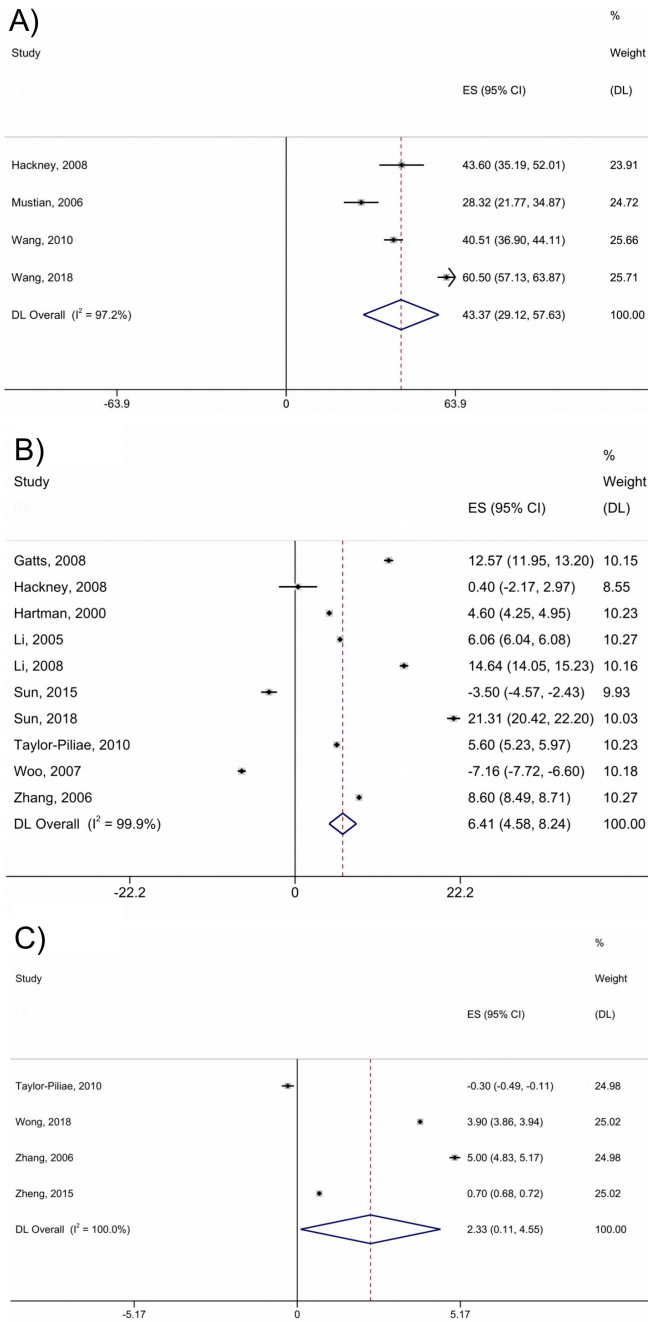 A)
%
Study Weight
ES (95% CI) (DL)
Hackney, 2008 43.60 (35.19, 52.01) 23.91
Mustian, 2006 28.32 (21.77, 34.87) 24.72
Wang, 2010 40.51 (36.90, 44.11) 25.66
Wang, 2018 60.50 (57.13, 63.87) 25.71
DL Overall (I² = 97.2%) 43.37 (29.12, 57.63) 100.00
-63.9 0 63.9
B)
%
Study Weight
ES (95% CI) (DL)
Gatts, 2008 12.57 (11.95, 13.20) 10.15
Hackney, 2008 0.40 (-2.17, 2.97) 8.55
Hartman, 2000 4.60 (4.25, 4.95) 10.23
Li, 2005 6.06 (6.04, 6.08) 10.27
Li, 2008 14.64 (14.05, 15.23) 10.16
Sun, 2015 -3.50 (-4.57, -2.43) 9.93
Sun, 2018 21.31 (20.42, 22.20) 10.03
Taylor-Piliae, 2010 5.60 (5.23, 5.97) 10.23
Woo, 2007 -7.16 (-7.72, -6.60) 10.18
Zhang, 2006 8.60 (8.49, 8.71) 10.27
DL Overall (I² = 99.9%) 6.41 (4.58, 8.24) 100.00
-22.2 0 22.2
C)
%
Study Weight
ES (95% CI) (DL)
Taylor-Piliae, 2010 -0.30 (-0.49, -0.11) 24.98
Wong, 2018 3.90 (3.86, 3.94) 25.02
Zhang, 2006 5.00 (4.83, 5.17) 24.98
Zheng, 2015 0.70 (0.68, 0.72) 25.02
DL Overall (I² = 100.0%) 2.33 (0.11, 4.55) 100.00
-5.17 0 5.17